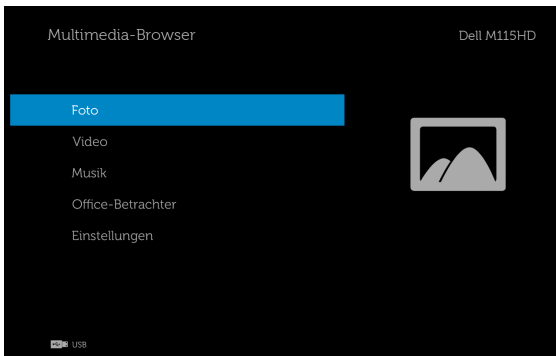 Multimedia-Browser
Dell M115HD
Foto
Video
Musik
Office-Betrachter
Einstellungen
USB